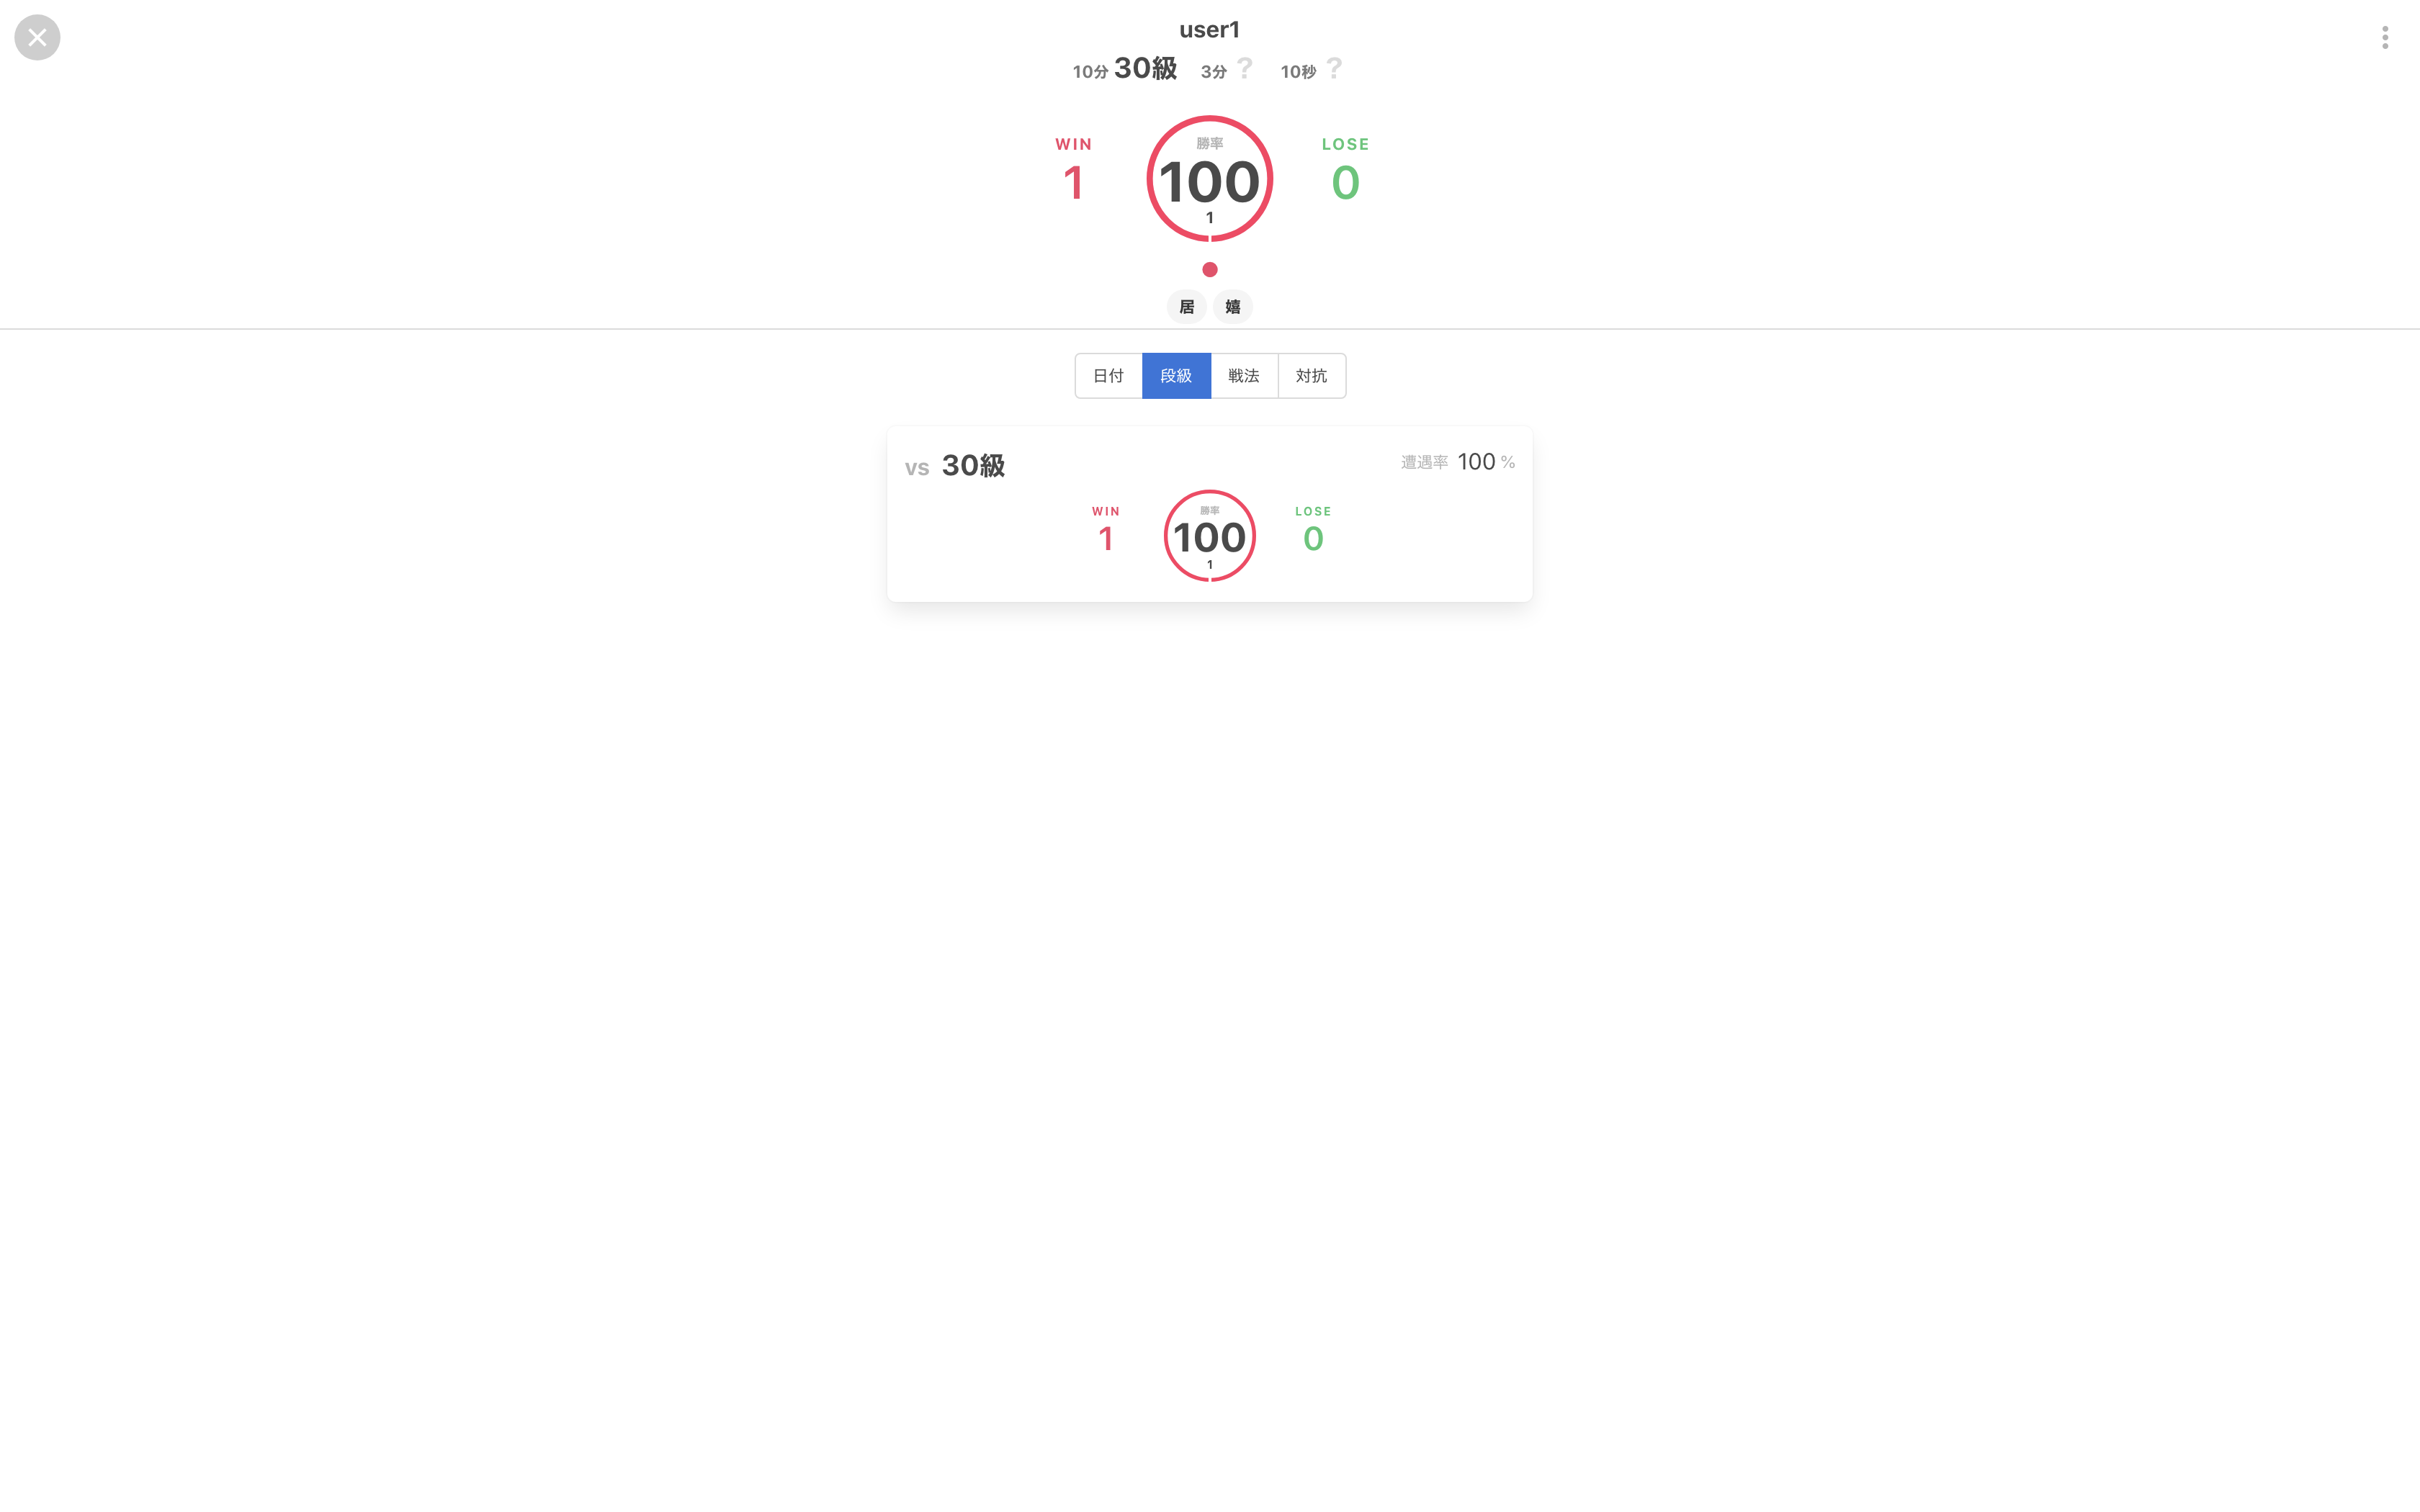 user1
10分 30級 3分 ? 10秒 ?
WIN 勝率 LOSE
1 100 0
1
居 嬉
日付 段級 戦法 対抗
vs 30級 遭遇率 100 %
WIN 勝率 LOSE
1 100 0
1